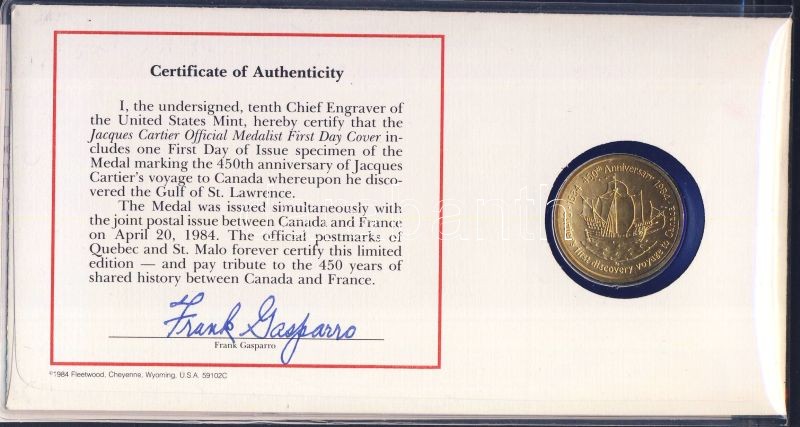 Certificate of Authenticity
I, the undersigned, tenth Chief Engraver of
the United States Mint, hereby certify that the
Jacques Cartier Official Medalist First Day Cover in-
cludes one First Day of Issue specimen of the
Medal marking the 450th anniversary of Jacques
Cartier's voyage to Canada whereupon he disco-
vered the Gulf of St. Lawrence.
The Medal was issued simultaneously with
the joint postal issue between Canada and France
on April 20, 1984. The official postmarks of
Quebec and St. Malo forever certify this limited
edition — and pay tribute to the 450 years of
shared history between Canada and France.
Frank Gasparro
Frank Gasparro
©1984 Fleetwood, Cheyenne, Wyoming, U.S.A. 59102C
1534 450th Anniversary 1984
first discovery voyage to